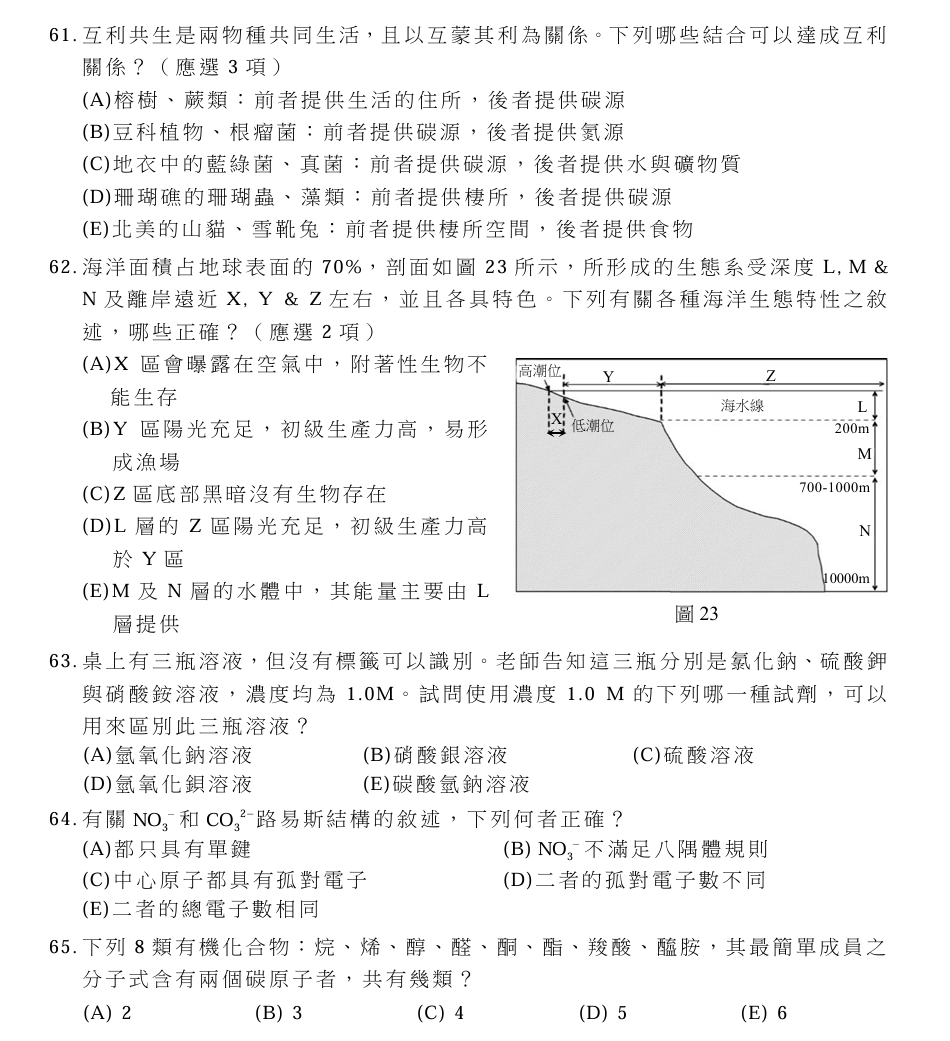 61. 互利共生是兩物種共同生活，且以互蒙其利為關係。下列哪些結合可以達成互利
關係？（應選 3 項）
(A)榕樹、蕨類：前者提供生活的住所，後者提供碳源
(B)豆科植物、根瘤菌：前者提供碳源，後者提供氮源
(C)地衣中的藍綠菌、真菌：前者提供碳源，後者提供水與礦物質
(D)珊瑚礁的珊瑚蟲、藻類：前者提供棲所，後者提供碳源
(E)北美的山貓、雪靴兔：前者提供棲所空間，後者提供食物
62. 海洋面積占地球表面的 70%，剖面如圖 23 所示，所形成的生態系受深度 L, M &
N 及離岸遠近 X, Y & Z 左右，並且各具特色。下列有關各種海洋生態特性之敘
述，哪些正確？（應選 2 項）
(A)X 區會曝露在空氣中，附著性生物不
能生存
(B)Y 區陽光充足，初級生產力高，易形
成漁場
(C)Z 區底部黑暗沒有生物存在
(D)L 層的 Z 區陽光充足，初級生產力高
於 Y 區
(E)M 及 N 層的水體中，其能量主要由 L
層提供
高潮位
Y
Z
海水線
L
X
低潮位
200m
M
700-1000m
N
10000m
圖 23
63. 桌上有三瓶溶液，但沒有標籤可以識別。老師告知這三瓶分別是氯化鈉、硫酸鉀
與硝酸銨溶液，濃度均為 1.0M。試問使用濃度 1.0 M 的下列哪一種試劑，可以
用來區別此三瓶溶液？
(A)氫氧化鈉溶液 (B)硝酸銀溶液 (C)硫酸溶液
(D)氫氧化鋇溶液 (E)碳酸氫鈉溶液
64. 有關 NO₃⁻ 和 CO₃²⁻ 路易斯結構的敘述，下列何者正確？
(A)都只具有單鍵 (B) NO₃⁻ 不滿足八隅體規則
(C)中心原子都具有孤對電子 (D)二者的孤對電子數不同
(E)二者的總電子數相同
65. 下列 8 類有機化合物：烷、烯、醇、醛、酮、酯、羧酸、醯胺，其最簡單成員之
分子式含有兩個碳原子者，共有幾類？
(A) 2 (B) 3 (C) 4 (D) 5 (E) 6